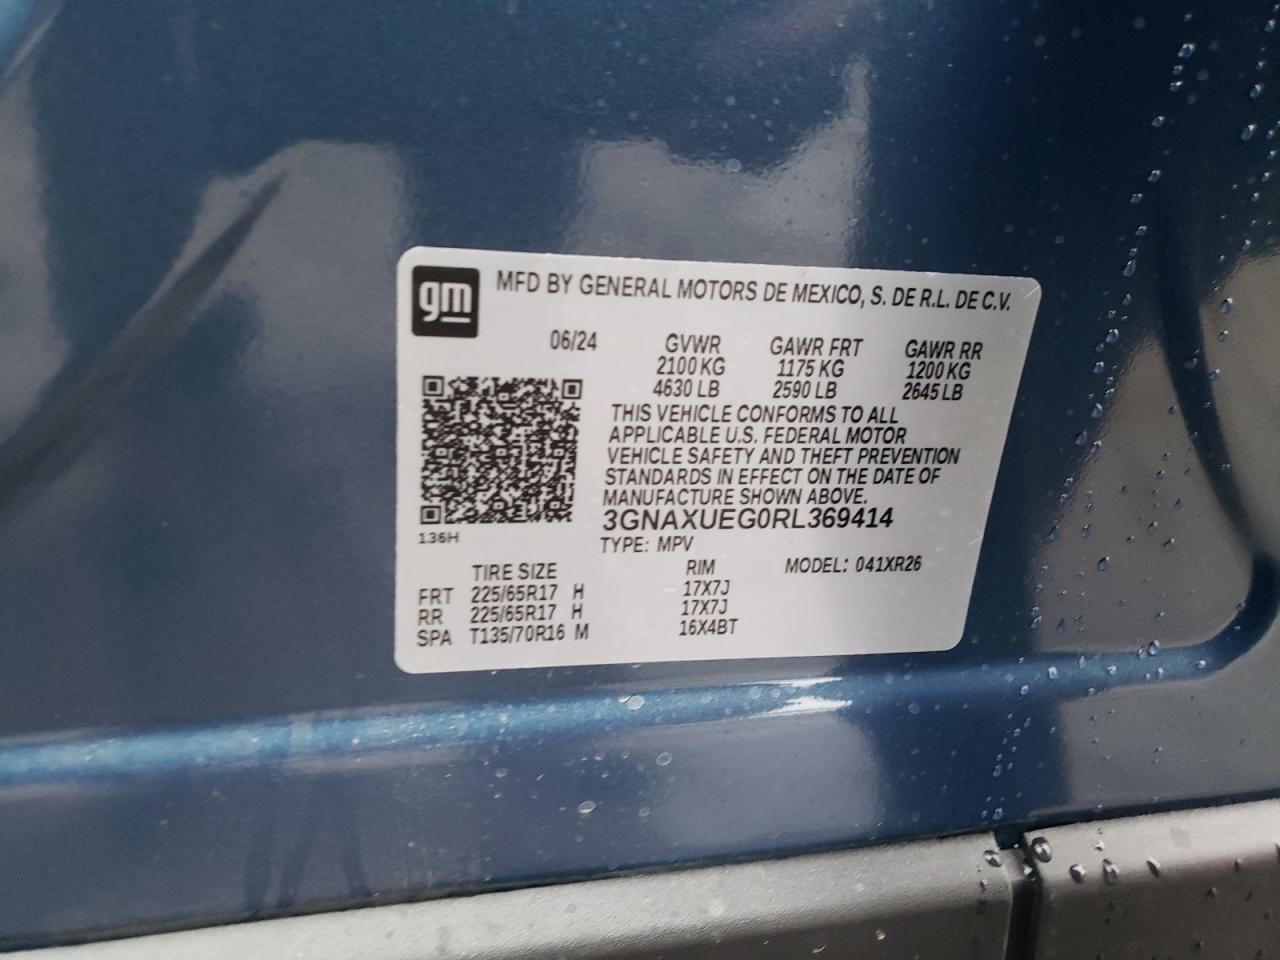 gm
MFD BY GENERAL MOTORS DE MEXICO, S. DE R.L. DE C.V.
06/24 GVWR GAWR FRT GAWR RR
2100 KG 1175 KG 1200 KG
4630 LB 2590 LB 2645 LB
THIS VEHICLE CONFORMS TO ALL
APPLICABLE U.S. FEDERAL MOTOR
VEHICLE SAFETY AND THEFT PREVENTION
STANDARDS IN EFFECT ON THE DATE OF
MANUFACTURE SHOWN ABOVE.
3GNAXUEG0RL369414
136H
TYPE: MPV MODEL: 041XR26
TIRE SIZE RIM
FRT 225/65R17 H 17X7J
RR 225/65R17 H 17X7J
SPA T135/70R16 M 16X4BT